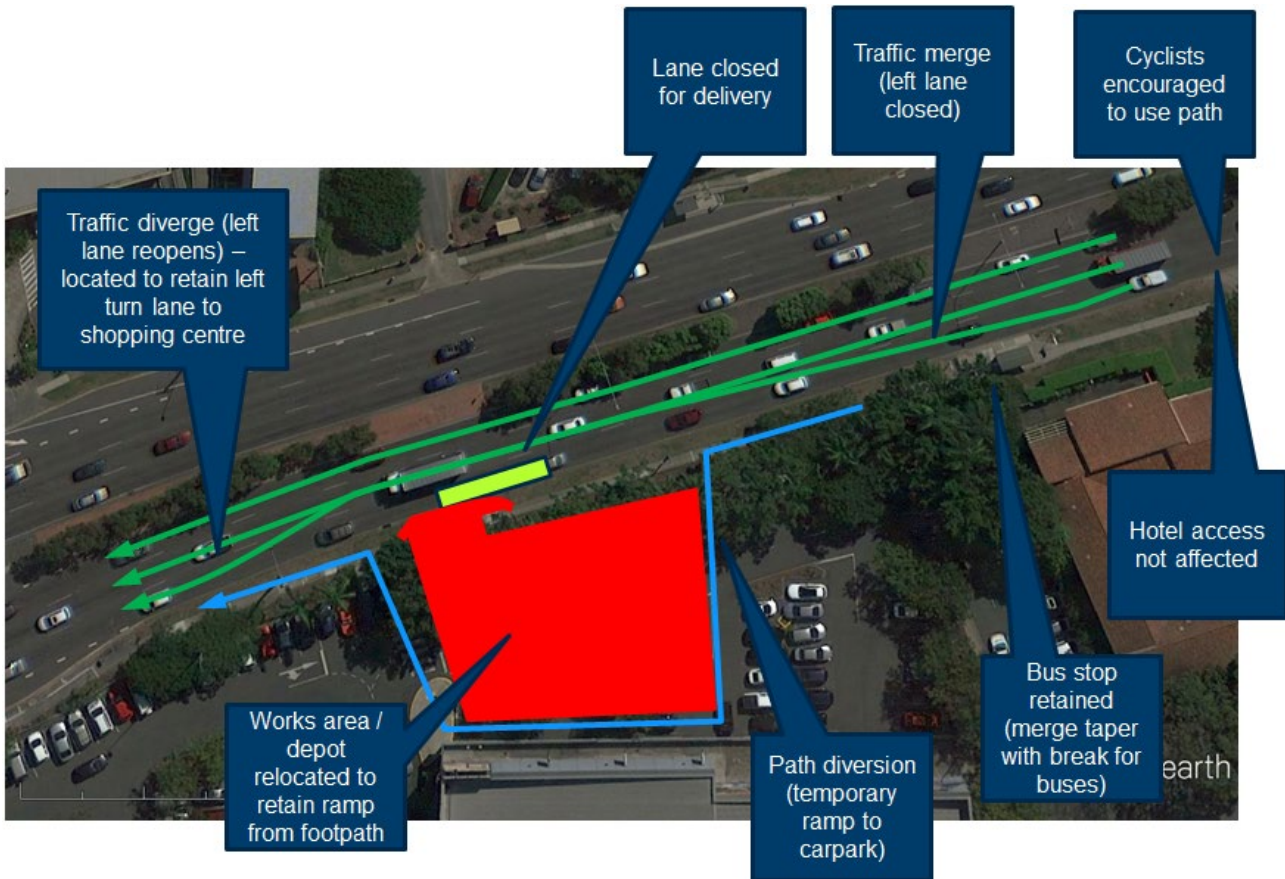 Lane closed
for delivery
Traffic merge
(left lane
closed)
Cyclists
encouraged
to use path
Traffic diverge (left
lane reopens) –
located to retain left
turn lane to
shopping centre
Hotel access
not affected
Works area /
depot
relocated to
retain ramp
from footpath
Path diversion
(temporary
ramp to
carpark)
Bus stop
retained
(merge taper
with break for
buses)
earth